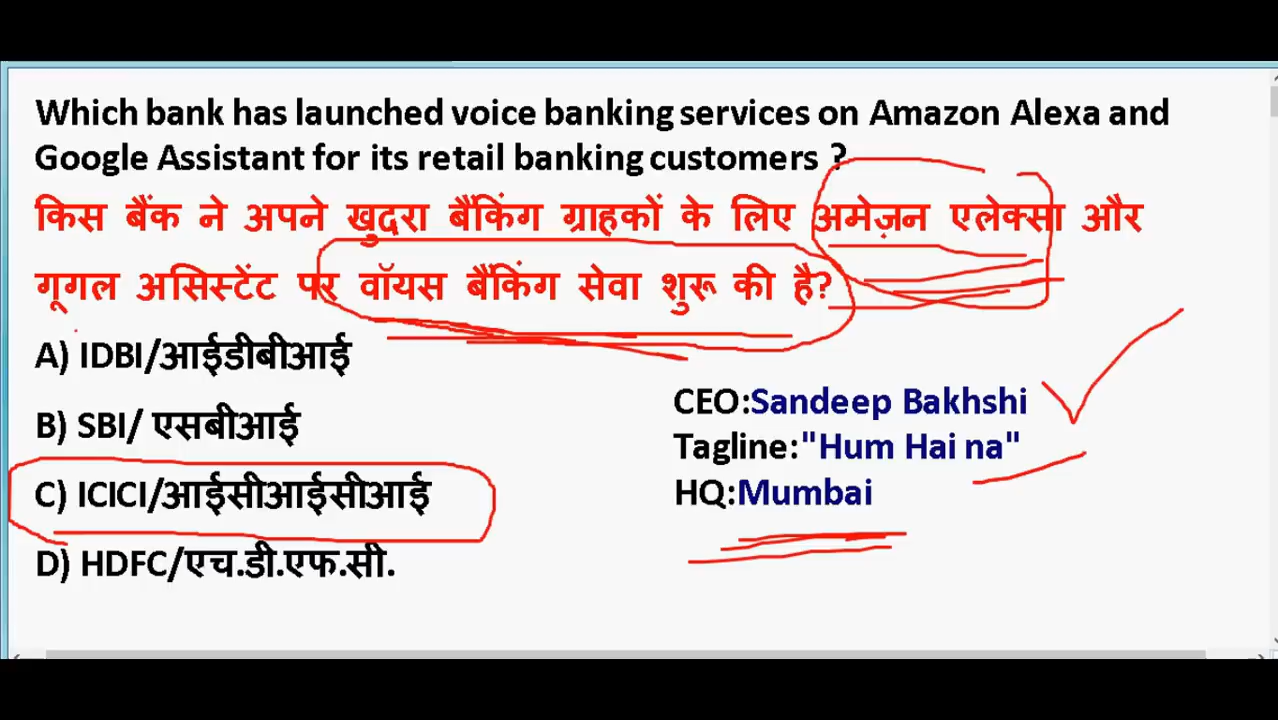 Which bank has launched voice banking services on Amazon Alexa and
Google Assistant for its retail banking customers ?
किस बैंक ने अपने खुदरा बैंकिंग ग्राहकों के लिए अमेज़न एलेक्सा और
गूगल असिस्टेंट पर वॉयस बैंकिंग सेवा शुरू की है?
A) IDBI/आईडीबीआई
B) SBI/ एसबीआई
C) ICICI/आईसीआईसीआई
D) HDFC/एच.डी.एफ.सी.
CEO:Sandeep Bakhshi
Tagline:"Hum Hai na"
HQ:Mumbai